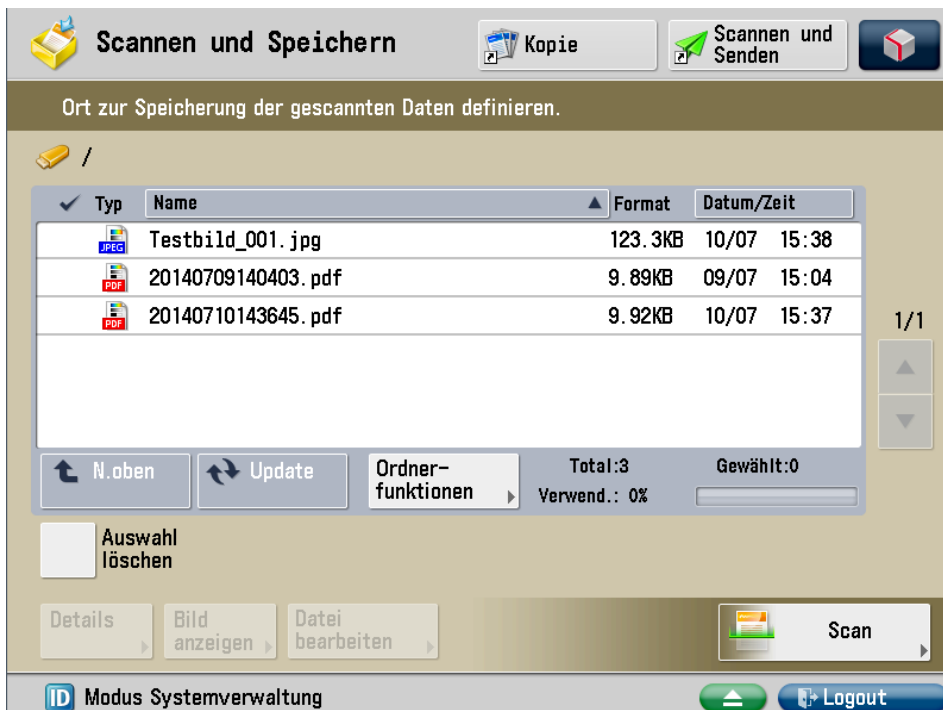 Scannen und Speichern
Kopie
Scannen und
Senden
Ort zur Speicherung der gescannten Daten definieren.
/
Typ Name Format Datum/Zeit
JPEG Testbild_001.jpg 123.3KB 10/07 15:38
PDF 20140709140403.pdf 9.89KB 09/07 15:04
PDF 20140710143645.pdf 9.92KB 10/07 15:37
1/1
N.oben
Update
Ordner-
funktionen
Total:3 Gewählt:0
Verwend.: 0%
Auswahl
löschen
Details
Bild
anzeigen
Datei
bearbeiten
Scan
ID Modus Systemverwaltung
Logout